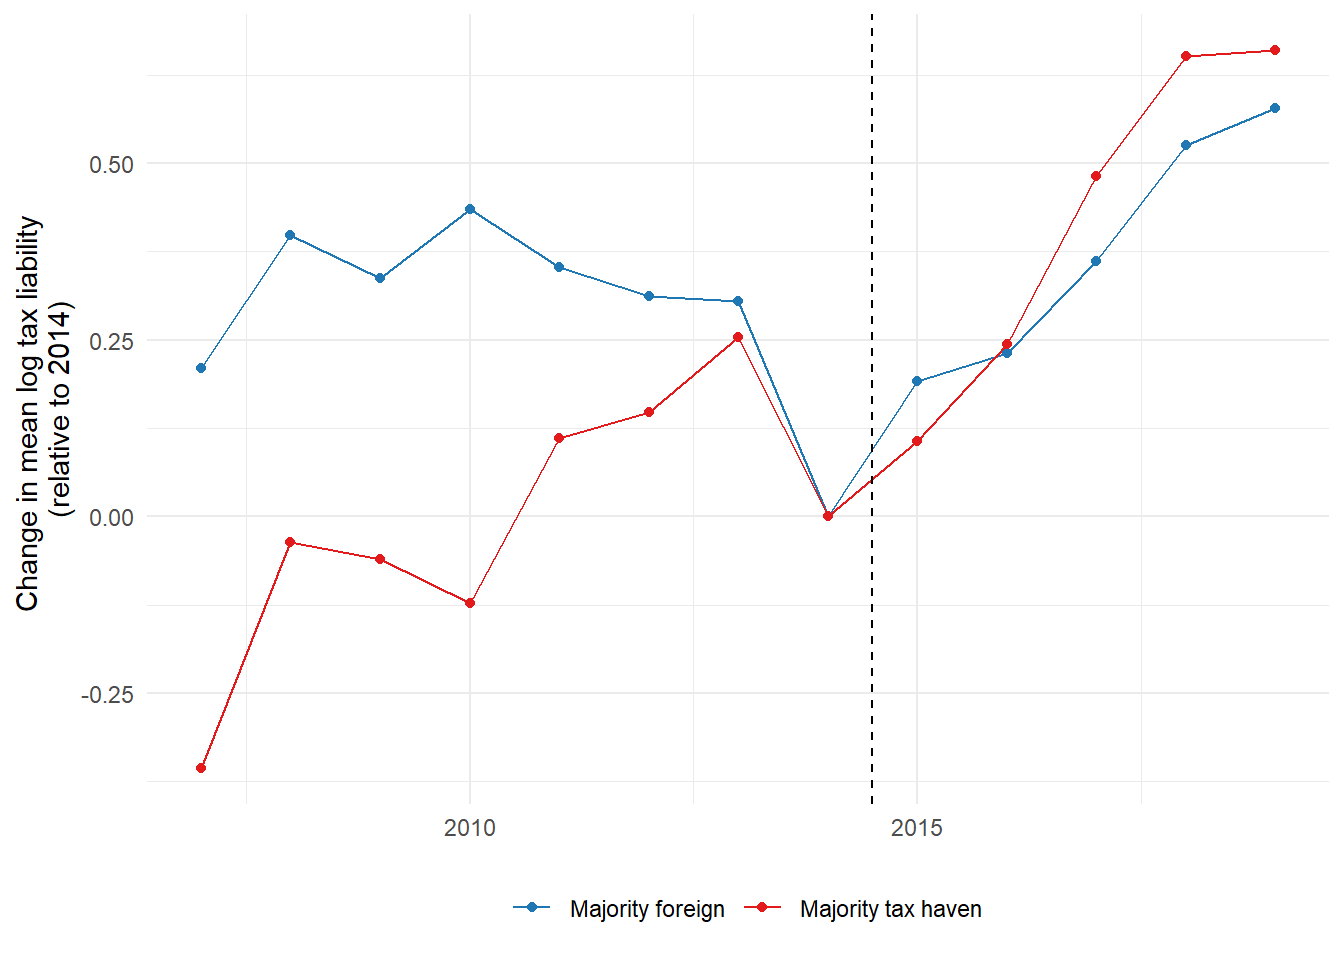 Change in mean log tax liability
(relative to 2014)
0.50
0.25
0.00
-0.25
2010
2015
Majority foreign
Majority tax haven